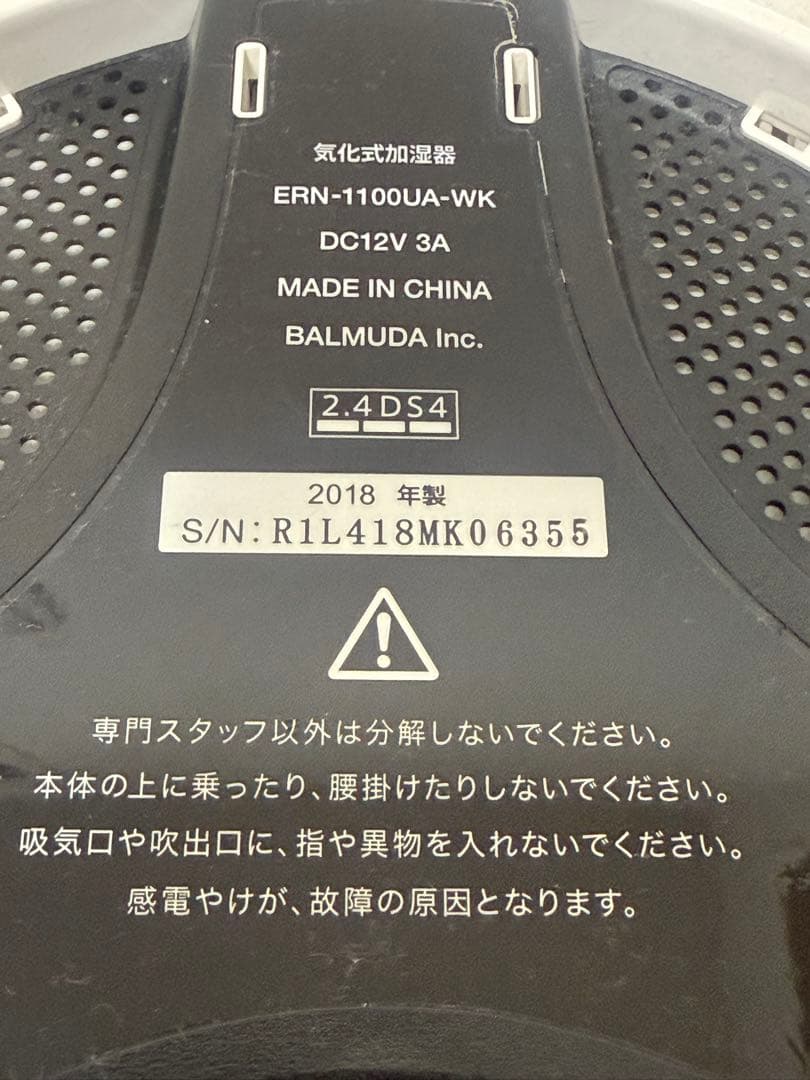 気化式加湿器
ERN-1100UA-WK
DC12V 3A
MADE IN CHINA
BALMUDA Inc.
2.4DS4
2018 年製
S/N: R1L418MK06355
専門スタッフ以外は分解しないでください。
本体の上に乗ったり、腰掛けたりしないでください。
吸気口や吹出口に、指や異物を入れないでください。
感電やけが、故障の原因となります。